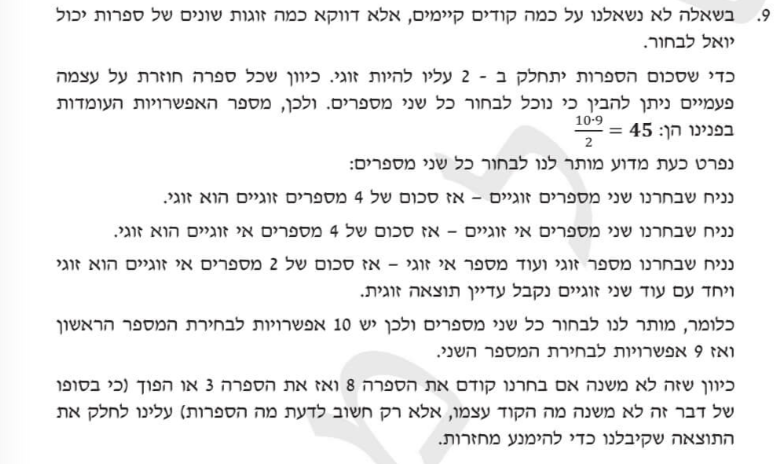 9. בשאלה לא נשאלנו על כמה קודים קיימים, אלא דווקא כמה זוגות שונים של ספרות יכול
יואל לבחור.
כדי שסכום הספרות יתחלק ב - 2 עליו להיות זוגי. כיוון שכל ספרה חוזרת על עצמה
פעמיים ניתן להבין כי נוכל לבחור כל שני מספרים. ולכן, מספר האפשרויות העומדות
בפנינו הן: 45 = \frac{10·9}{2}
נפרט כעת מדוע מותר לנו לבחור כל שני מספרים:
נניח שבחרנו שני מספרים זוגיים – אז סכום של 4 מספרים זוגיים הוא זוגי.
נניח שבחרנו שני מספרים אי זוגיים – אז סכום של 4 מספרים אי זוגיים הוא זוגי.
נניח שבחרנו מספר זוגי ועוד מספר אי זוגי – אז סכום של 2 מספרים אי זוגיים הוא זוגי
ויחד עם עוד שני זוגיים נקבל עדיין תוצאה זוגית.
כלומר, מותר לנו לבחור כל שני מספרים ולכן יש 10 אפשרויות לבחירת המספר הראשון
ואז 9 אפשרויות לבחירת המספר השני.
כיוון שזה לא משנה אם בחרנו קודם את הספרה 8 ואז את הספרה 3 או הפוך (כי בסופו
של דבר זה לא משנה מה הקוד עצמו, אלא רק חשוב לדעת מה הספרות) עלינו לחלק את
התוצאה שקיבלנו כדי להימנע מחזרות.